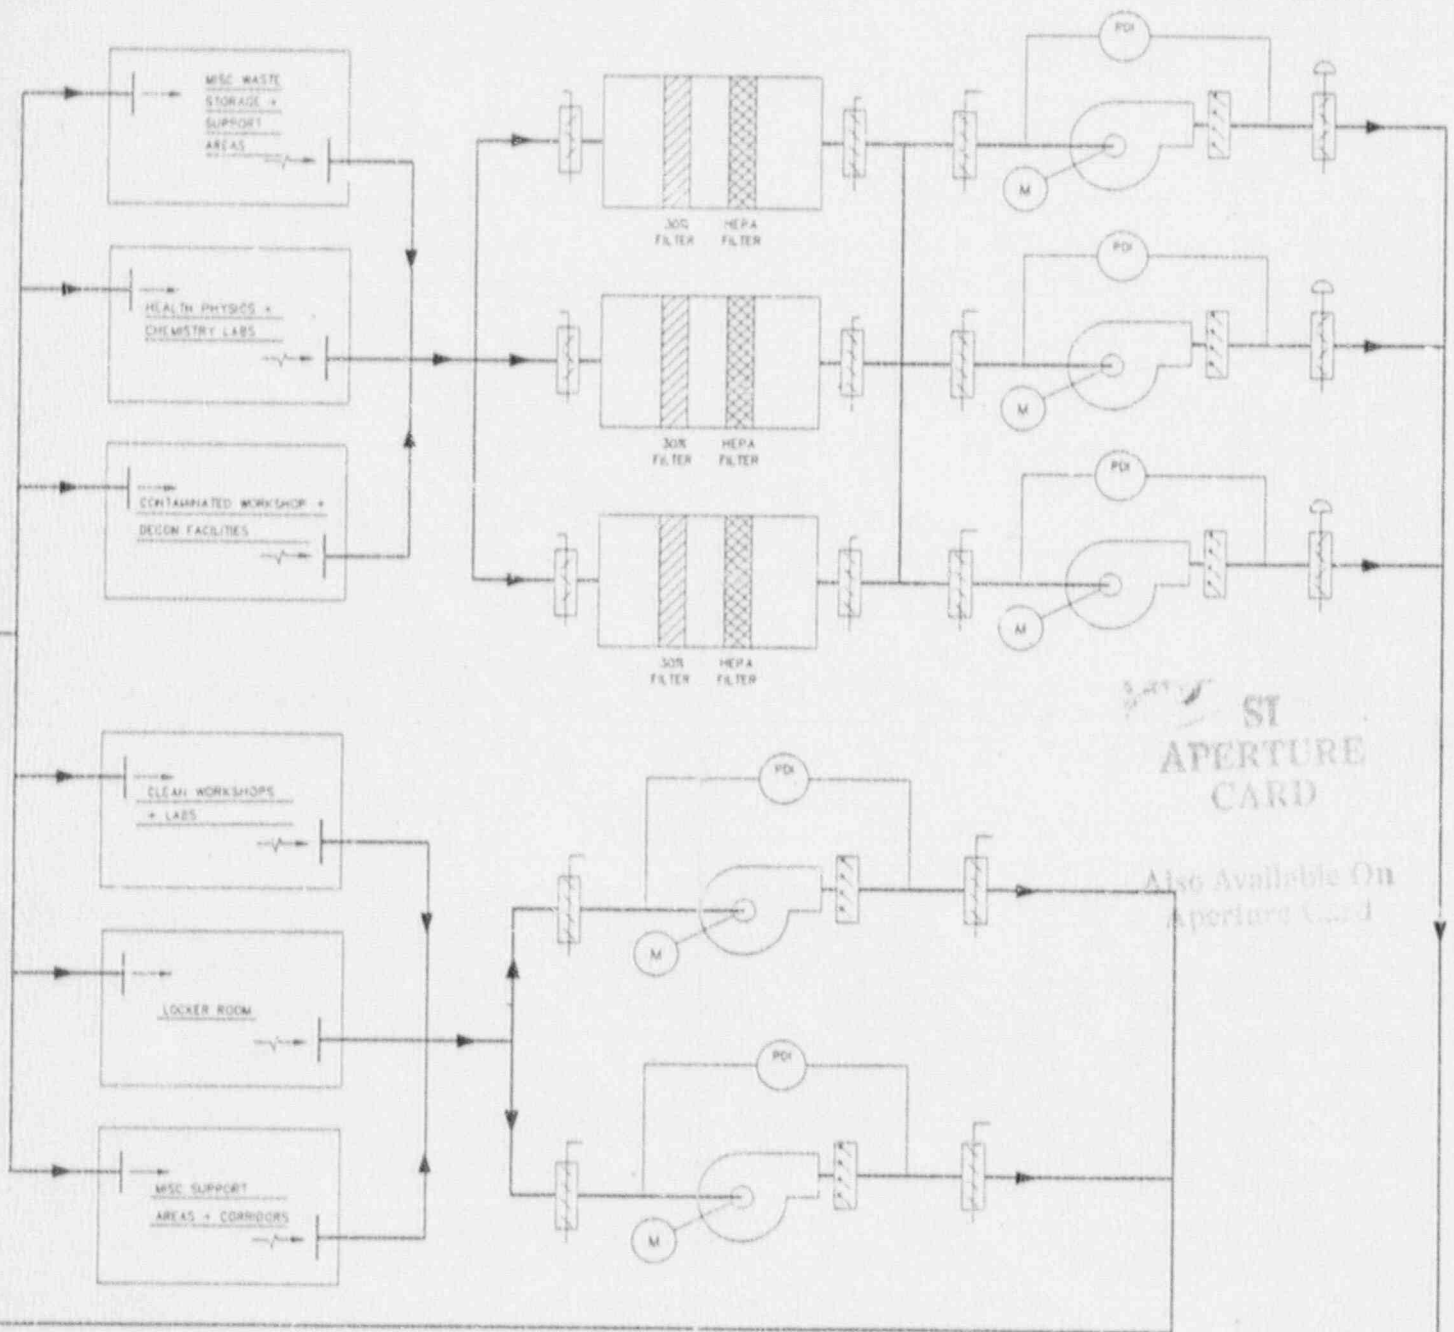 MISC WASTE
STORAGE +
SUPPORT
AREAS
HEALTH PHYSICS +
CHEMISTRY LABS
CONTAMINATED WORKSHOP +
DECON FACILITIES
30%
FILTER
HEPA
FILTER
30%
FILTER
HEPA
FILTER
30%
FILTER
HEPA
FILTER
PDI
M
PDI
M
PDI
M
SI
APERTURE
CARD
Also Available On
Aperture Card
CLEAN WORKSHOPS
+ LABS
LOCKER ROOM
MISC SUPPORT
AREAS + CORRIDORS
PDI
M
PDI
M